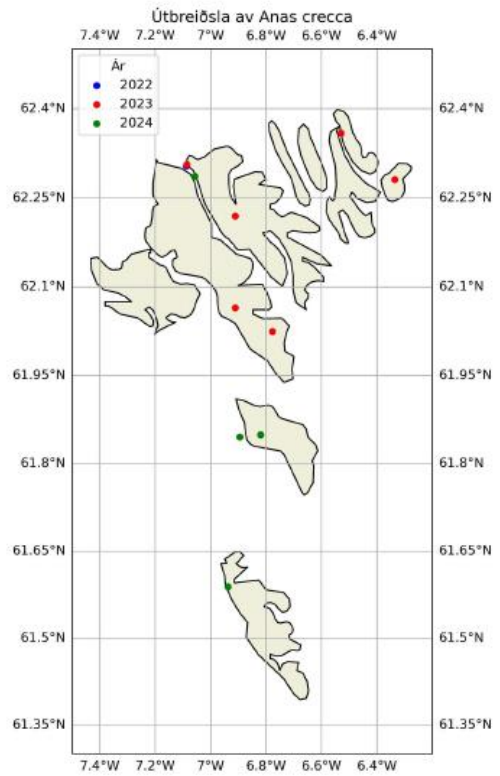 Útbreiðsla av Anas crecca
7.4°W 7.2°W 7°W 6.8°W 6.6°W 6.4°W
Ár
2022
2023
2024
62.4°N 62.4°N
62.25°N 62.25°N
62.1°N 62.1°N
61.95°N 61.95°N
61.8°N 61.8°N
61.65°N 61.65°N
61.5°N 61.5°N
61.35°N 61.35°N
7.4°W 7.2°W 7°W 6.8°W 6.6°W 6.4°W